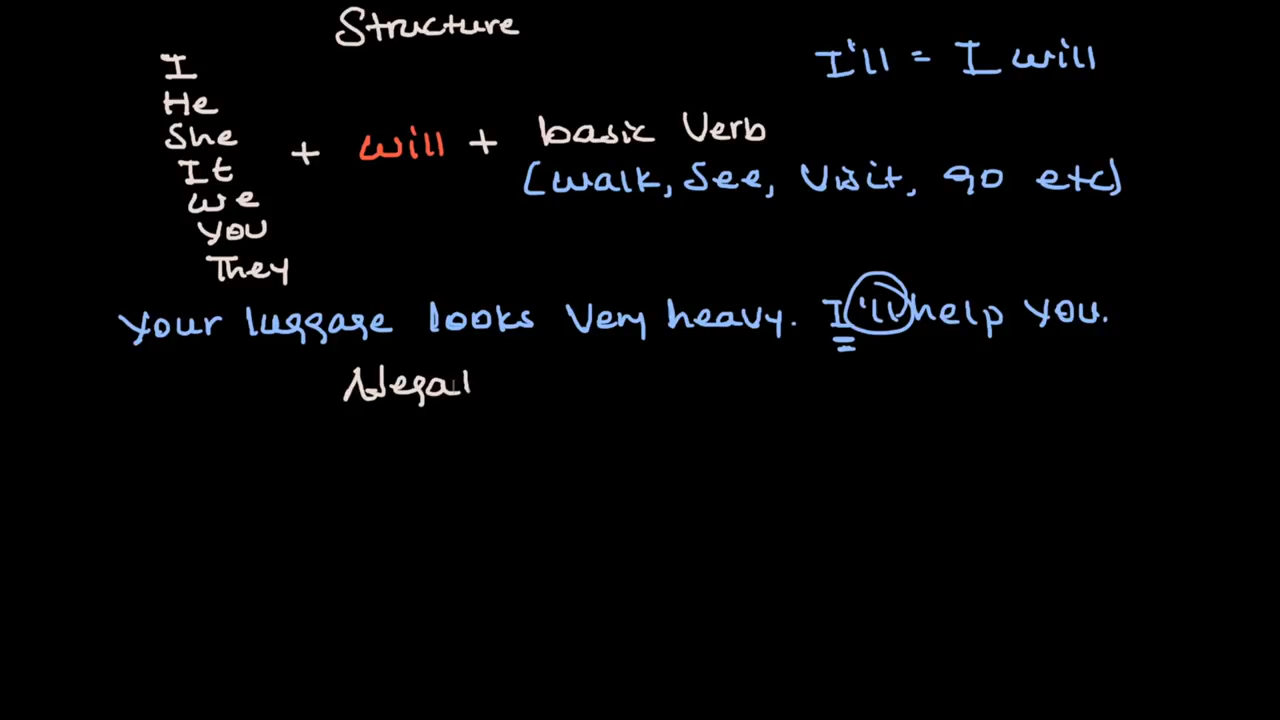 Structure
I
He
She
It
we
you
They
+ will + basic Verb
(walk, see, visit, go etc)
I'll = I will
your luggage looks very heavy. I'll help you.
Negat